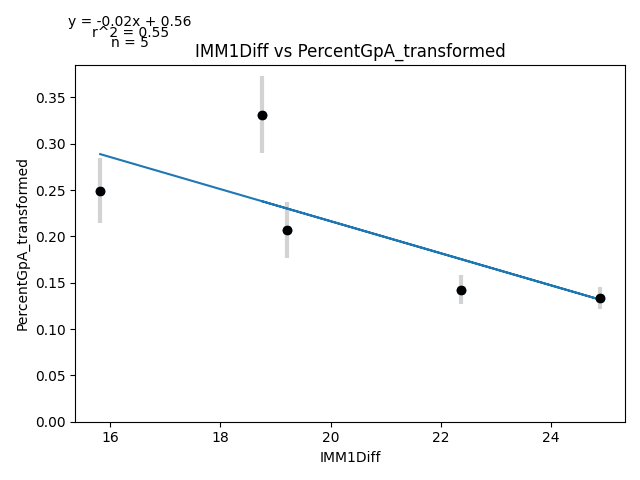 y = -0.02x + 0.56
r^2 = 0.55
n = 5
IMM1Diff vs PercentGpA_transformed
PercentGpA_transformed
0.35
0.30
0.25
0.20
0.15
0.10
0.05
0.00
16 18 20 22 24
IMM1Diff